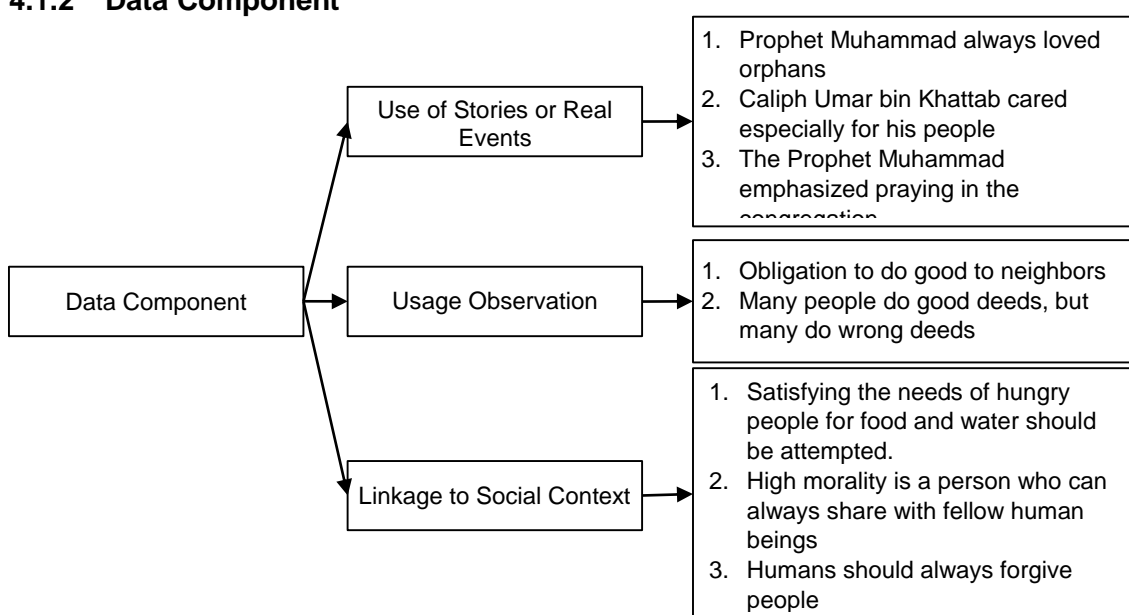 4.1.2 Data Component
1. Prophet Muhammad always loved
orphans
2. Caliph Umar bin Khattab cared
especially for his people
3. The Prophet Muhammad
emphasized praying in the
congregation
Use of Stories or Real
Events
Data Component
Usage Observation
1. Obligation to do good to neighbors
2. Many people do good deeds, but
many do wrong deeds
Linkage to Social Context
1. Satisfying the needs of hungry
people for food and water should
be attempted.
2. High morality is a person who can
always share with fellow human
beings
3. Humans should always forgive
people